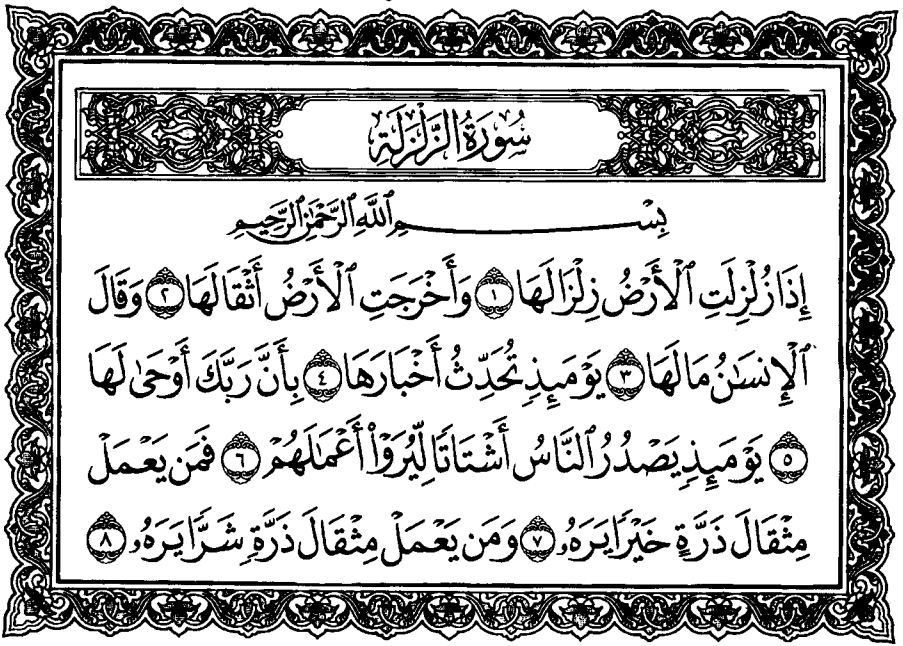 سُورَةُ الزَّلْزَلَةِ
بِسْمِ ٱللَّهِ ٱلرَّحْمَٰنِ ٱلرَّحِيمِ
إِذَا زُلْزِلَتِ ٱلْأَرْضُ زِلْزَالَهَا ١ وَأَخْرَجَتِ ٱلْأَرْضُ أَثْقَالَهَا ٢ وَقَالَ
ٱلْإِنسَٰنُ مَا لَهَا ٣ يَوْمَئِذٍ تُحَدِّثُ أَخْبَارَهَا ٤ بِأَنَّ رَبَّكَ أَوْحَىٰ لَهَا
٥ يَوْمَئِذٍ يَصْدُرُ ٱلنَّاسُ أَشْتَاتًا لِّيُرَوْا۟ أَعْمَٰلَهُمْ ٦ فَمَن يَعْمَلْ
مِثْقَالَ ذَرَّةٍ خَيْرًا يَرَهُۥ ٧ وَمَن يَعْمَلْ مِثْقَالَ ذَرَّةٍ شَرًّا يَرَهُۥ ٨